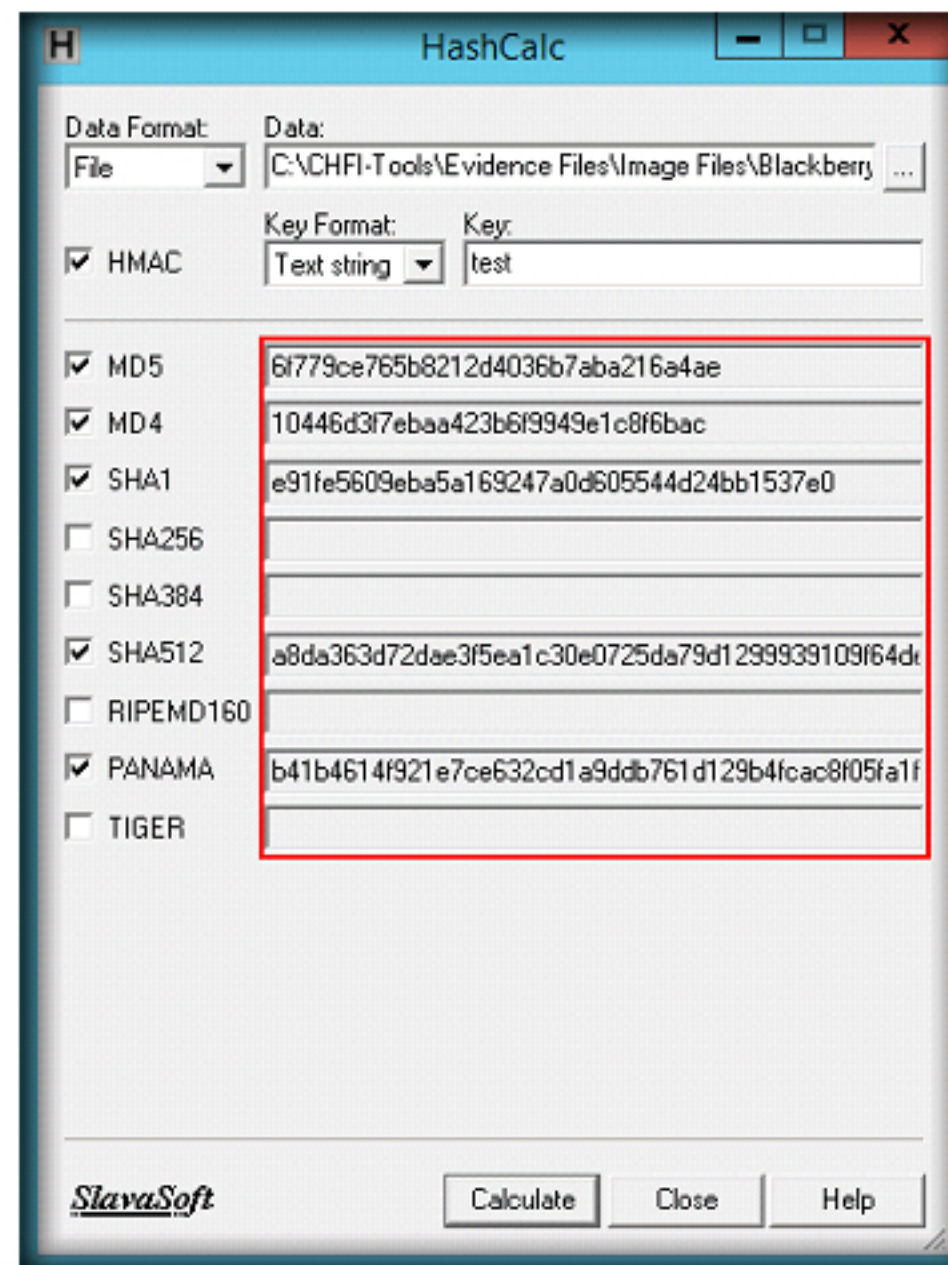 H HashCalc
Data Format: Data:
File C:\CHFI-Tools\Evidence Files\Image Files\Blackberry ...
Key Format: Key:
HMAC Text string test
MD5 6f779ce765b8212d4036b7aba216a4ae
MD4 10446d3f7ebaa423b6f9949e1c8f6bac
SHA1 e91fe5609eba5a169247a0d605544d24bb1537e0
SHA256
SHA384
SHA512 a8da363d72dae3f5ea1c30e0725da79d1299939109f64de
RIPEMD160
PANAMA b41b4614f921e7ce632cd1a9ddb761d129b4fcac8f05fa1f
TIGER
SlavaSoft Calculate Close Help